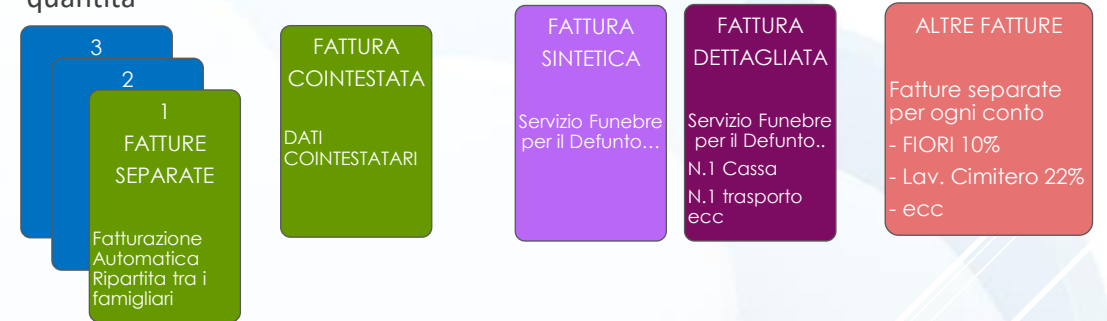 quantità
3
2
1
FATTURE
SEPARATE
Fatturazione
Automatica
Ripartita tra i
famigliari
FATTURA
COINTESTATA
DATI
COINTESTATARI
FATTURA
SINTETICA
Servizio Funebre
per il Defunto…
FATTURA
DETTAGLIATA
Servizio Funebre
per il Defunto..
N.1 Cassa
N.1 trasporto
ecc
ALTRE FATTURE
Fatture separate
per ogni conto
- FIORI 10%
- Lav. Cimitero 22%
- ecc